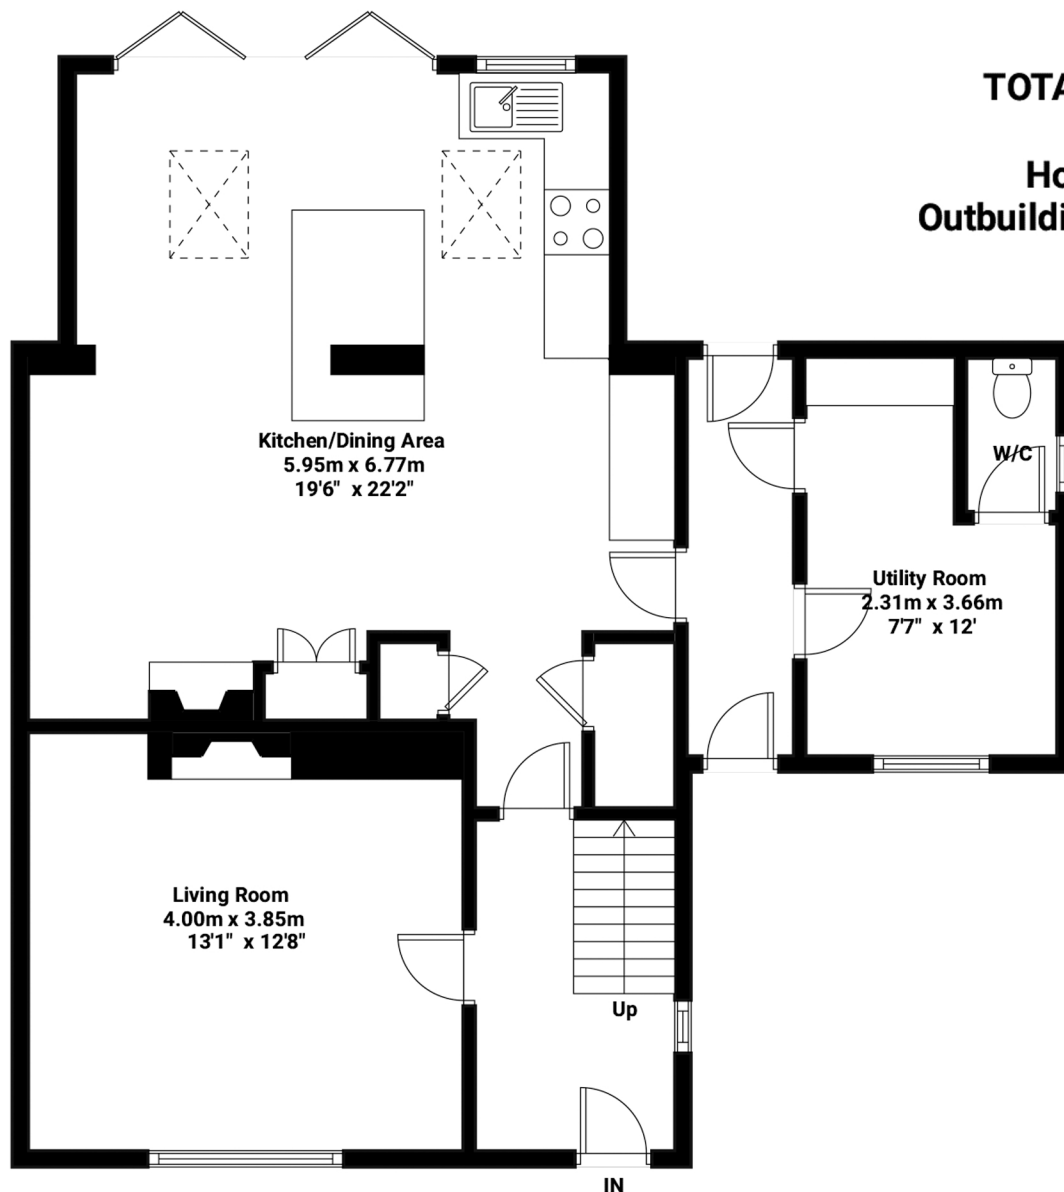 TOTA
Ho
Outbuildi
Kitchen/Dining Area
5.95m x 6.77m
19'6" x 22'2"
W/C
Utility Room
2.31m x 3.66m
7'7" x 12'
Living Room
4.00m x 3.85m
13'1" x 12'8"
Up
IN